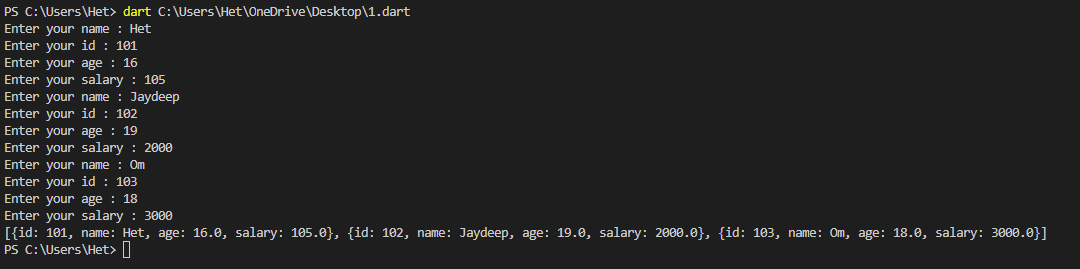 PS C:\Users\Het> dart C:\Users\Het\OneDrive\Desktop\1.dart
Enter your name : Het
Enter your id : 101
Enter your age : 16
Enter your salary : 105
Enter your name : Jaydeep
Enter your id : 102
Enter your age : 19
Enter your salary : 2000
Enter your name : Om
Enter your id : 103
Enter your age : 18
Enter your salary : 3000
[{id: 101, name: Het, age: 16.0, salary: 105.0}, {id: 102, name: Jaydeep, age: 19.0, salary: 2000.0}, {id: 103, name: Om, age: 18.0, salary: 3000.0}]
PS C:\Users\Het>